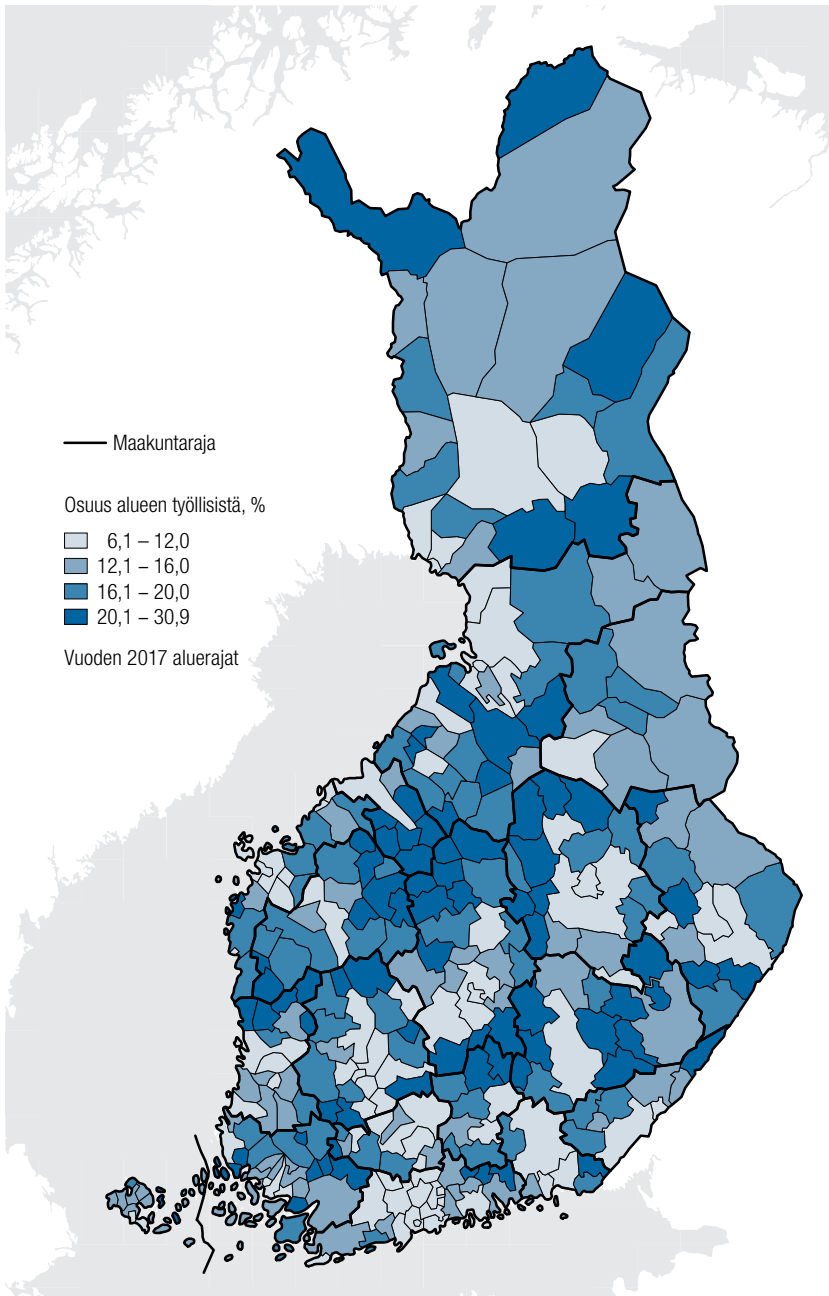 Maakuntaraja
Osuus alueen työllisistä, %
6,1 – 12,0
12,1 – 16,0
16,1 – 20,0
20,1 – 30,9
Vuoden 2017 aluerajat